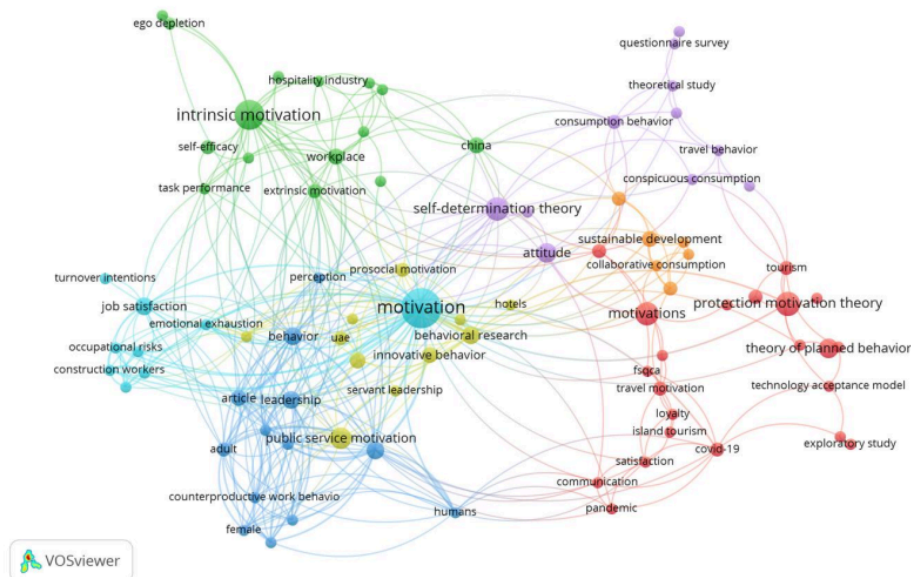 ego depletion
questionnaire survey
hospitality industry
theoretical study
intrinsic motivation
consumption behavior
self-efficacy
workplace
china
travel behavior
task performance
extrinsic motivation
conspicuous consumption
self-determination theory
sustainable development
attitude
collaborative consumption
tourism
turnover intentions
perception
prosocial motivation
job satisfaction
motivation
hotels
protection motivation theory
motivations
emotional exhaustion
behavior
uae
behavioral research
occupational risks
innovative behavior
theory of planned behavior
construction workers
fsqca
servant leadership
travel motivation
technology acceptance model
article
leadership
loyalty
island tourism
public service motivation
adult
covid-19
exploratory study
satisfaction
communication
counterproductive work behavio
pandemic
humans
female
VOSviewer